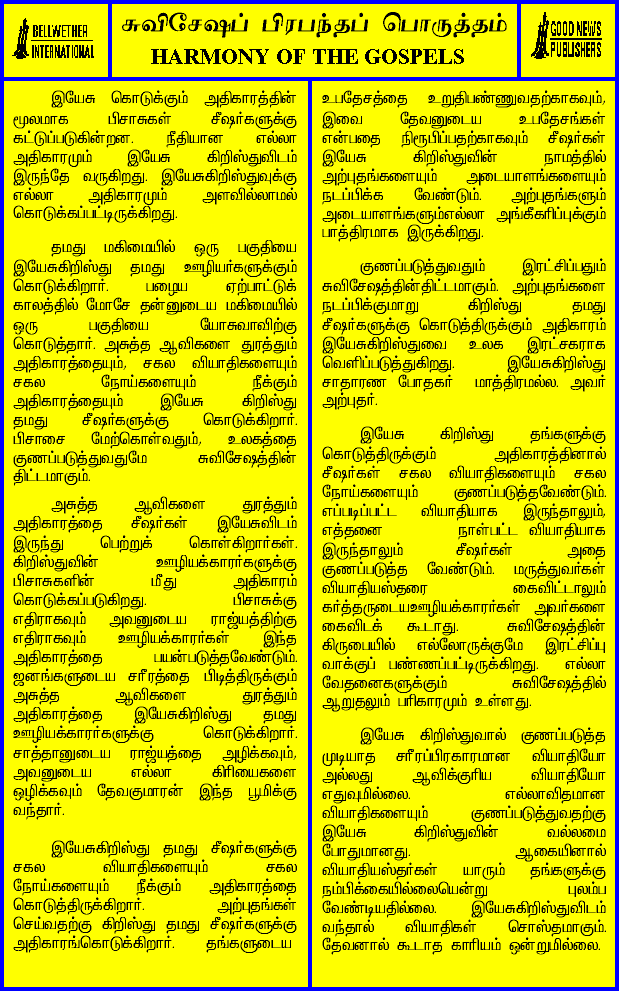 BELLWETHER
INTERNATIONAL
சுவிசேஷப் பிரபந்தப் பொருத்தம்
HARMONY OF THE GOSPELS
GOOD NEWS
PUBLISHERS
இயேசு கொடுக்கும் அதிகாரத்தின்
மூலமாக பிசாசுகள் சீஷர்களுக்கு
கட்டுப்படுகின்றன. நீதியான எல்லா
அதிகாரமும் இயேசு கிறிஸ்துவிடம்
இருந்தே வருகிறது. இயேசுகிறிஸ்துவுக்கு
எல்லா அதிகாரமும் அளவில்லாமல்
கொடுக்கப்பட்டிருக்கிறது.
தமது மகிமையில் ஒரு பகுதியை
இயேசுகிறிஸ்து தமது ஊழியர்களுக்கும்
கொடுக்கிறார். பழைய ஏற்பாட்டுக்
காலத்தில் மோசே தன்னுடைய மகிமையில்
ஒரு பகுதியை யோசுவாவிற்கு
கொடுத்தார். அசுத்த ஆவிகளை துரத்தும்
அதிகாரத்தையும், சகல வியாதிகளையும்
சகல நோய்களையும் நீக்கும்
அதிகாரத்தையும் இயேசு கிறிஸ்து
தமது சீஷர்களுக்கு கொடுக்கிறார்.
பிசாசை மேற்கொள்வதும், உலகத்தை
குணப்படுத்துவதுமே சுவிசேஷத்தின்
திட்டமாகும்.
அசுத்த ஆவிகளை துரத்தும்
அதிகாரத்தை சீஷர்கள் இயேசுவிடம்
இருந்து பெற்றுக் கொள்கிறார்கள்.
கிறிஸ்துவின் ஊழியக்காரர்களுக்கு
பிசாசுகளின் மீது அதிகாரம்
கொடுக்கப்படுகிறது. பிசாசுக்கு
எதிராகவும் அவனுடைய ராஜ்யத்திற்கு
எதிராகவும் ஊழியக்காரர்கள் இந்த
அதிகாரத்தை பயன்படுத்தவேண்டும்.
ஜனங்களுடைய சரீரத்தை பிடித்திருக்கும்
அசுத்த ஆவிகளை துரத்தும்
அதிகாரத்தை இயேசுகிறிஸ்து தமது
ஊழியக்காரர்களுக்கு கொடுக்கிறார்.
சாத்தானுடைய ராஜ்யத்தை அழிக்கவும்,
அவனுடைய எல்லா கிரியைகளை
ஒழிக்கவும் தேவகுமாரன் இந்த பூமிக்கு
வந்தார்.
இயேசுகிறிஸ்து தமது சீஷர்களுக்கு
சகல வியாதிகளையும் சகல
நோய்களையும் நீக்கும் அதிகாரத்தை
கொடுத்திருக்கிறார். அற்புதங்கள்
செய்வதற்கு கிறிஸ்து தமது சீஷர்களுக்கு
அதிகாரங்கொடுக்கிறார். தங்களுடைய
உபதேசத்தை உறுதிபண்ணுவதற்காகவும்,
இவை தேவனுடைய உபதேசங்கள்
என்பதை நிரூபிப்பதற்காகவும் சீஷர்கள்
இயேசு கிறிஸ்துவின் நாமத்தில்
அற்புதங்களையும் அடையாளங்களையும்
நடப்பிக்க வேண்டும். அற்புதங்களும்
அடையாளங்களும்எல்லா அங்கீகரிப்புக்கும்
பாத்திரமாக இருக்கிறது.
குணப்படுத்துவதும் இரட்சிப்பதும்
சுவிசேஷத்தின்திட்டமாகும். அற்புதங்களை
நடப்பிக்குமாறு கிறிஸ்து தமது
சீஷர்களுக்கு கொடுத்திருக்கும் அதிகாரம்
இயேசுகிறிஸ்துவை உலக இரட்சகராக
வெளிப்படுத்துகிறது. இயேசுகிறிஸ்து
சாதாரண போதகர் மாத்திரமல்ல. அவர்
அற்புதர்.
இயேசு கிறிஸ்து தங்களுக்கு
கொடுத்திருக்கும் அதிகாரத்தினால்
சீஷர்கள் சகல வியாதிகளையும் சகல
நோய்களையும் குணப்படுத்தவேண்டும்.
எப்படிப்பட்ட வியாதியாக இருந்தாலும்,
எத்தனை நாள்பட்ட வியாதியாக
இருந்தாலும் சீஷர்கள் அதை
குணப்படுத்த வேண்டும். மருத்துவர்கள்
வியாதியஸ்தரை கைவிட்டாலும்
கர்த்தருடையஊழியக்காரர்கள் அவர்களை
கைவிடக் கூடாது. சுவிசேஷத்தின்
கிருபையில் எல்லோருக்குமே இரட்சிப்பு
வாக்குப் பண்ணப்பட்டிருக்கிறது. எல்லா
வேதனைகளுக்கும் சுவிசேஷத்தில்
ஆறுதலும் பரிகாரமும் உள்ளது.
இயேசு கிறிஸ்துவால் குணப்படுத்த
முடியாத சரீரப்பிரகாரமான வியாதியோ
அல்லது ஆவிக்குரிய வியாதியோ
எதுவுமில்லை. எல்லாவிதமான
வியாதிகளையும் குணப்படுத்துவதற்கு
இயேசு கிறிஸ்துவின் வல்லமை
போதுமானது. ஆகையினால்
வியாதியஸ்தர்கள் யாரும் தங்களுக்கு
நம்பிக்கையில்லையென்று புலம்ப
வேண்டியதில்லை. இயேசுகிறிஸ்துவிடம்
வந்தால் வியாதிகள் சொஸ்தமாகும்.
தேவனால் கூடாத காரியம் ஒன்றுமில்லை.